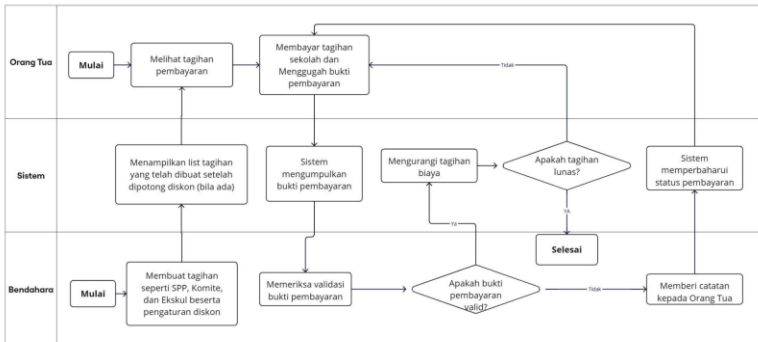 Orang Tua
Mulai
Melihat tagihan
pembayaran
Membayar tagihan
sekolah dan
Menggugah bukti
pembayaran
Tidak
Sistem
Menampilkan list tagihan
yang telah dibuat setelah
dipotong diskon (bila ada)
Sistem
mengumpulkan
bukti pembayaran
Mengurangi tagihan
biaya
Apakah tagihan
lunas?
Sistem
memperbaharui
status pembayaran
Ya
Ya
Selesai
Bendahara
Mulai
Membuat tagihan
seperti SPP, Komite,
dan Ekskul beserta
pengaturan diskon
Memeriksa validasi
bukti pembayaran
Apakah bukti
pembayaran
valid?
Tidak
Memberi catatan
kepada Orang Tua